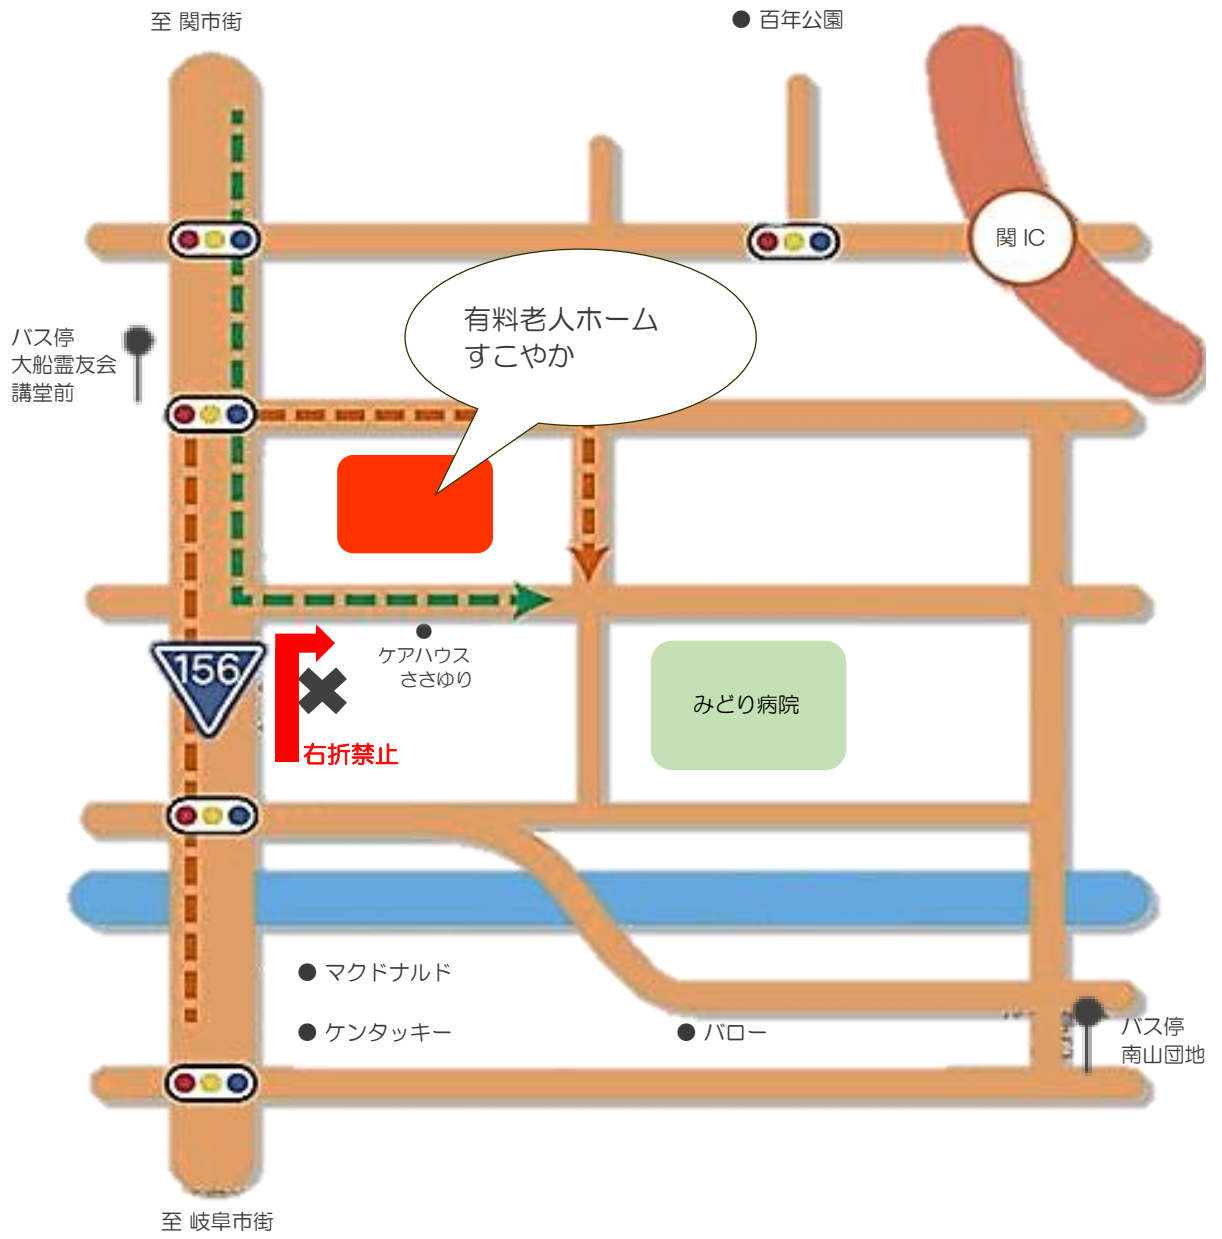 至 関市街
● 百年公園
関 IC
有料老人ホーム
すこやか
バス停
大船霊友会
講堂前
ケアハウス
ささゆり
156
みどり病院
右折禁止
● マクドナルド
● ケンタッキー
● バロー
バス停
南山団地
至 岐阜市街